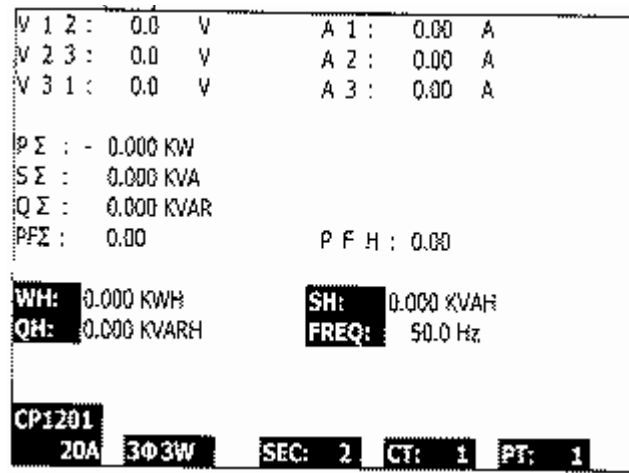 V 1 2 : 0.0 V A 1 : 0.00 A
V 2 3 : 0.0 V A 2 : 0.00 A
V 3 1 : 0.0 V A 3 : 0.00 A
P Σ : - 0.000 KW
S Σ : 0.000 KVA
Q Σ : 0.000 KVAR
PFΣ : 0.00 P F H : 0.00
WH: 0.000 KWH SH: 0.000 KVAH
QH: 0.000 KVARH FREQ: 50.0 Hz
CP1201
20A 3Φ3W SEC: 2 CT: 1 PT: 1